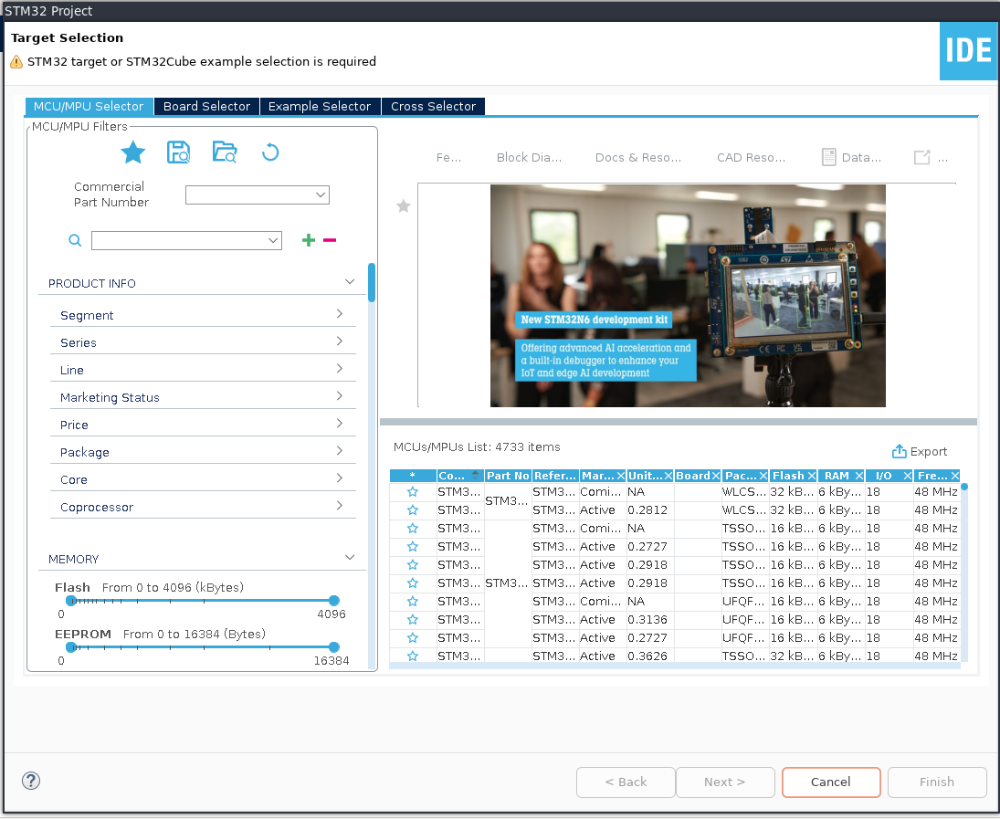 STM32 Project
Target Selection
STM32 target or STM32Cube example selection is required
IDE
MCU/MPU Selector Board Selector Example Selector Cross Selector
MCU/MPU Filters
Commercial
Part Number
PRODUCT INFO
Segment
Series
Line
Marketing Status
Price
Package
Core
Coprocessor
MEMORY
Flash From 0 to 4096 (kBytes)
0 4096
EEPROM From 0 to 16384 (Bytes)
0 16384
Fe... Block Dia... Docs & Reso... CAD Reso... Data... ...
New STM32N6 development kit
Offering advanced AI acceleration and
a built-in debugger to enhance your
IoT and edge AI development
MCUs/MPUs List: 4733 items
Export
* Co... Part No Refer... Mar... Unit... Board Pac... Flash RAM I/O Fre...
STM3... STM3... STM3... Comi... NA WLCS... 32 kB... 6 kBy... 18 48 MHz
STM3... STM3... Active 0.2812 WLCS... 32 kB... 6 kBy... 18 48 MHz
STM3... STM3... Comi... NA TSSO... 16 kB... 6 kBy... 18 48 MHz
STM3... STM3... Active 0.2727 TSSO... 16 kB... 6 kBy... 18 48 MHz
STM3... STM3... Active 0.2918 TSSO... 16 kB... 6 kBy... 18 48 MHz
STM3... STM3... STM3... Active 0.2918 TSSO... 16 kB... 6 kBy... 18 48 MHz
STM3... STM3... Comi... NA UFQF... 16 kB... 6 kBy... 18 48 MHz
STM3... STM3... Active 0.3136 UFQF... 16 kB... 6 kBy... 18 48 MHz
STM3... STM3... Active 0.2727 UFQF... 16 kB... 6 kBy... 18 48 MHz
STM3... STM3... Active 0.3626 TSSO... 32 kB... 6 kBy... 18 48 MHz
?
< Back Next > Cancel Finish